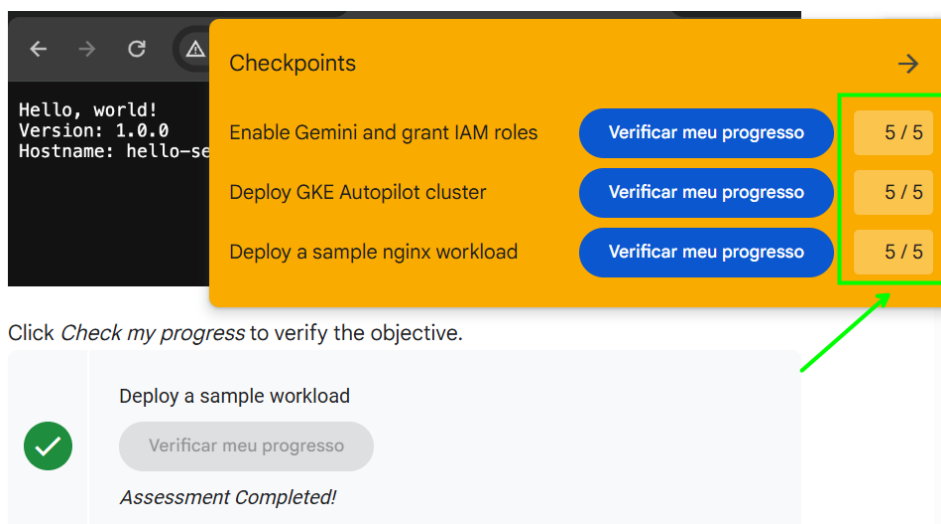 Checkpoints
Hello, world!
Version: 1.0.0
Hostname: hello-se
Enable Gemini and grant IAM roles Verificar meu progresso 5 / 5
Deploy GKE Autopilot cluster Verificar meu progresso 5 / 5
Deploy a sample nginx workload Verificar meu progresso 5 / 5
Click Check my progress to verify the objective.
Deploy a sample workload
Verificar meu progresso
Assessment Completed!